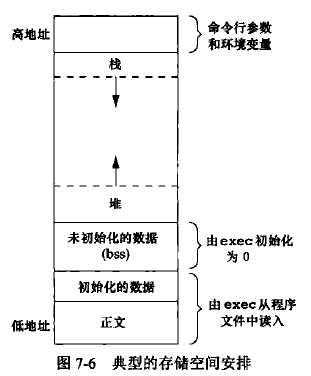 高地址
命令行参数
和环境变量
栈
堆
未初始化的数据
(bss)
由exec初始化
为0
初始化的数据
由exec从程序
文件中读入
低地址
正文
图 7-6 典型的存储空间安排